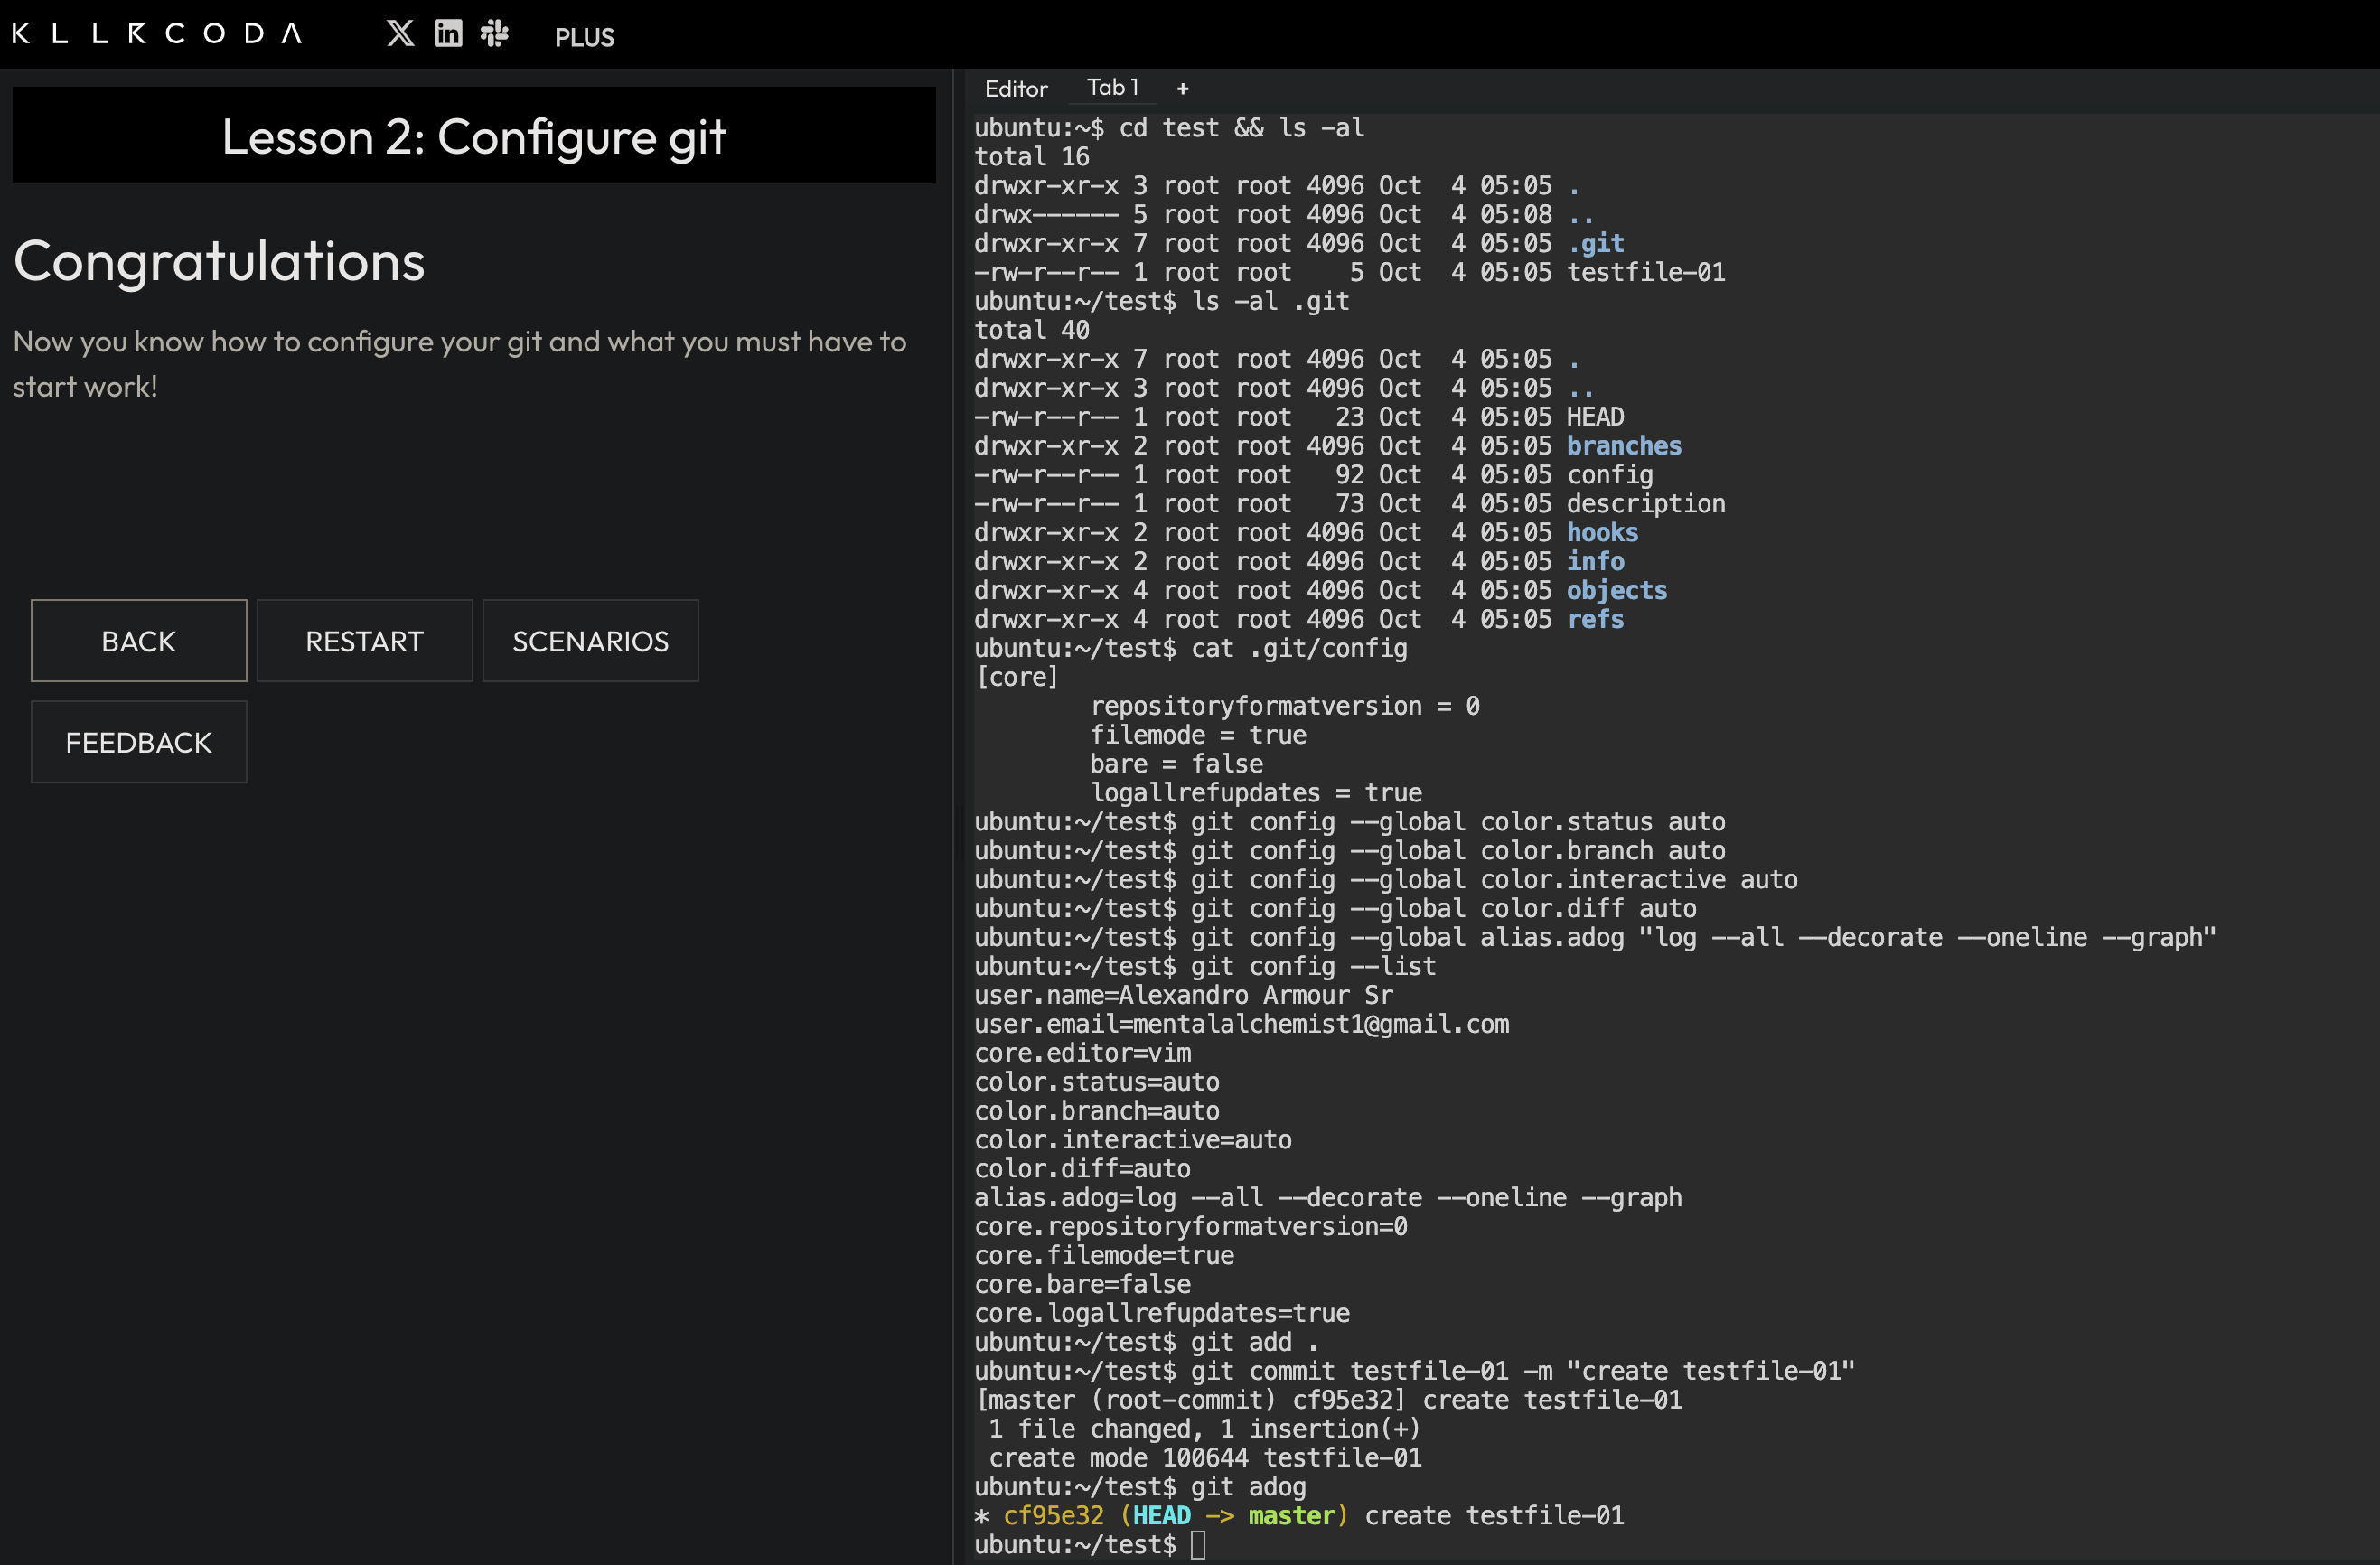 KILLERCODA
PLUS
Lesson 2: Configure git
Congratulations
Now you know how to configure your git and what you must have to
start work!
BACK
RESTART
SCENARIOS
FEEDBACK
Editor
Tab 1
+
ubuntu:~$ cd test && ls -al
total 16
drwxr-xr-x 3 root root 4096 Oct  4 05:05 .
drwx------ 5 root root 4096 Oct  4 05:08 ..
drwxr-xr-x 7 root root 4096 Oct  4 05:05 .git
-rw-r--r-- 1 root root    5 Oct  4 05:05 testfile-01
ubuntu:~/test$ ls -al .git
total 40
drwxr-xr-x 7 root root 4096 Oct  4 05:05 .
drwxr-xr-x 3 root root 4096 Oct  4 05:05 ..
-rw-r--r-- 1 root root   23 Oct  4 05:05 HEAD
drwxr-xr-x 2 root root 4096 Oct  4 05:05 branches
-rw-r--r-- 1 root root   92 Oct  4 05:05 config
-rw-r--r-- 1 root root   73 Oct  4 05:05 description
drwxr-xr-x 2 root root 4096 Oct  4 05:05 hooks
drwxr-xr-x 2 root root 4096 Oct  4 05:05 info
drwxr-xr-x 4 root root 4096 Oct  4 05:05 objects
drwxr-xr-x 4 root root 4096 Oct  4 05:05 refs
ubuntu:~/test$ cat .git/config
[core]
        repositoryformatversion = 0
        filemode = true
        bare = false
        logallrefupdates = true
ubuntu:~/test$ git config --global color.status auto
ubuntu:~/test$ git config --global color.branch auto
ubuntu:~/test$ git config --global color.interactive auto
ubuntu:~/test$ git config --global color.diff auto
ubuntu:~/test$ git config --global alias.adog "log --all --decorate --oneline --graph"
ubuntu:~/test$ git config --list
user.name=Alexandro Armour Sr
user.email=mentalalchemist1@gmail.com
core.editor=vim
color.status=auto
color.branch=auto
color.interactive=auto
color.diff=auto
alias.adog=log --all --decorate --oneline --graph
core.repositoryformatversion=0
core.filemode=true
core.bare=false
core.logallrefupdates=true
ubuntu:~/test$ git add .
ubuntu:~/test$ git commit testfile-01 -m "create testfile-01"
[master (root-commit) cf95e32] create testfile-01
 1 file changed, 1 insertion(+)
 create mode 100644 testfile-01
ubuntu:~/test$ git adog
* cf95e32 (HEAD -> master) create testfile-01
ubuntu:~/test$